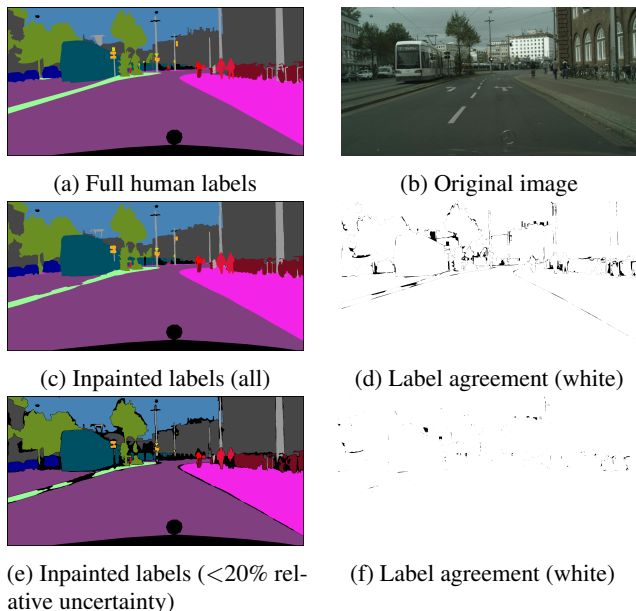 (a) Full human labels
(b) Original image
(c) Inpainted labels (all)
(d) Label agreement (white)
(e) Inpainted labels (<20% rel-
ative uncertainty)
(f) Label agreement (white)